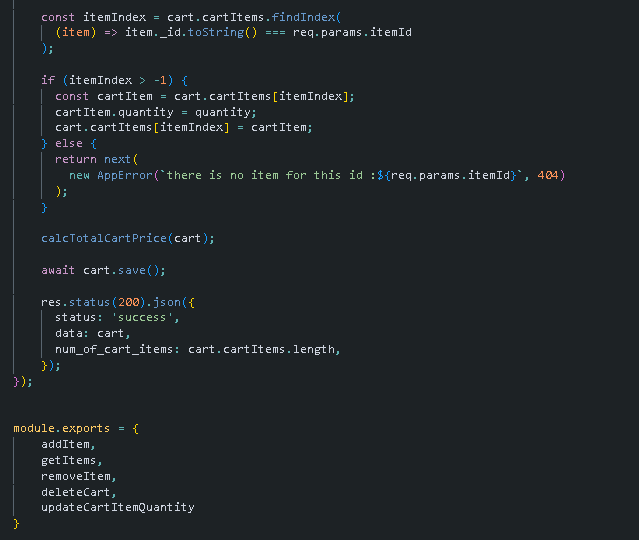 const itemIndex = cart.cartItems.findIndex(
(item) => item._id.toString() === req.params.itemId
);
if (itemIndex > -1) {
const cartItem = cart.cartItems[itemIndex];
cartItem.quantity = quantity;
cart.cartItems[itemIndex] = cartItem;
} else {
return next(
new AppError(`there is no item for this id :${req.params.itemId}`, 404)
);
}
calcTotalCartPrice(cart);
await cart.save();
res.status(200).json({
status: 'success',
data: cart,
num_of_cart_items: cart.cartItems.length,
});
});
module.exports = {
addItem,
getItems,
removeItem,
deleteCart,
updateCartItemQuantity
}